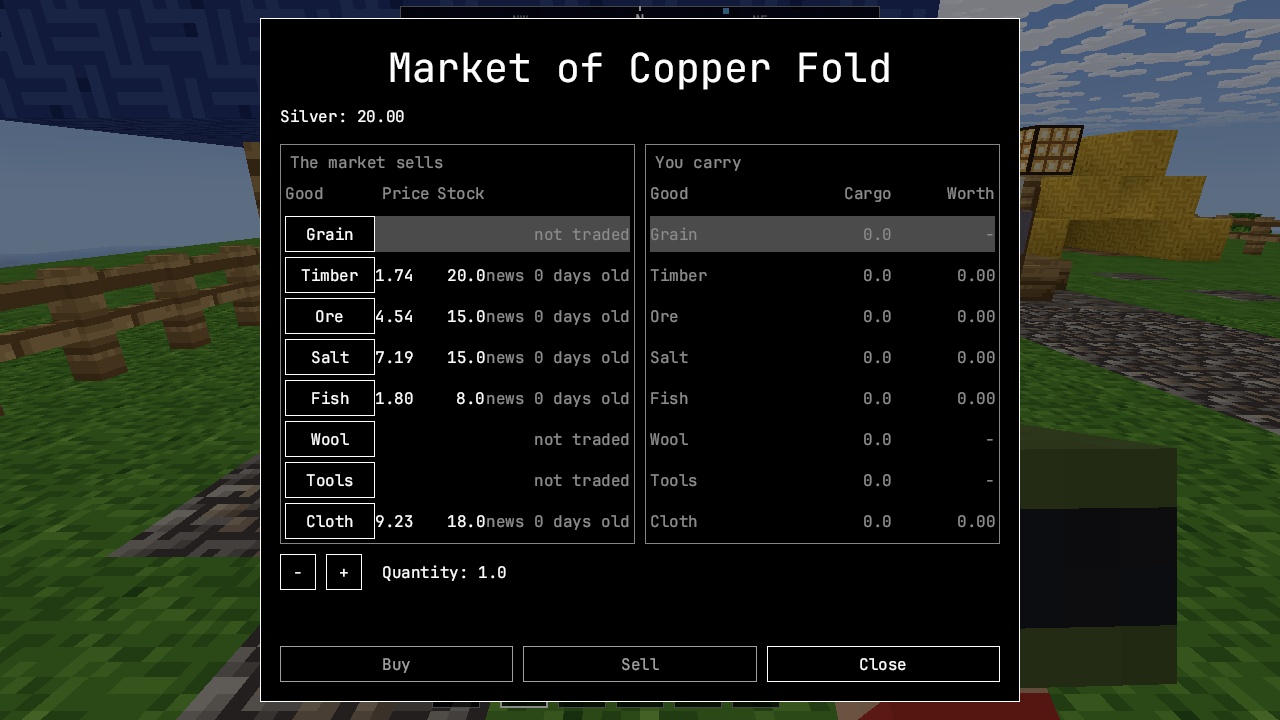 Market of Copper Fold
Silver: 20.00
The market sells
Good Price Stock
Grain not traded
Timber 1.74 20.0 news 0 days old
Ore 4.54 15.0 news 0 days old
Salt 7.19 15.0 news 0 days old
Fish 1.80 8.0 news 0 days old
Wool not traded
Tools not traded
Cloth 9.23 18.0 news 0 days old
You carry
Good Cargo Worth
Grain 0.0 -
Timber 0.0 0.00
Ore 0.0 0.00
Salt 0.0 0.00
Fish 0.0 0.00
Wool 0.0 -
Tools 0.0 -
Cloth 0.0 0.00
- + Quantity: 1.0
Buy Sell Close